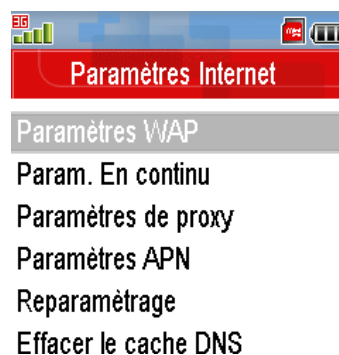 3G
Paramètres Internet
Paramètres WAP
Param. En continu
Paramètres de proxy
Paramètres APN
Reparamètrage
Effacer le cache DNS